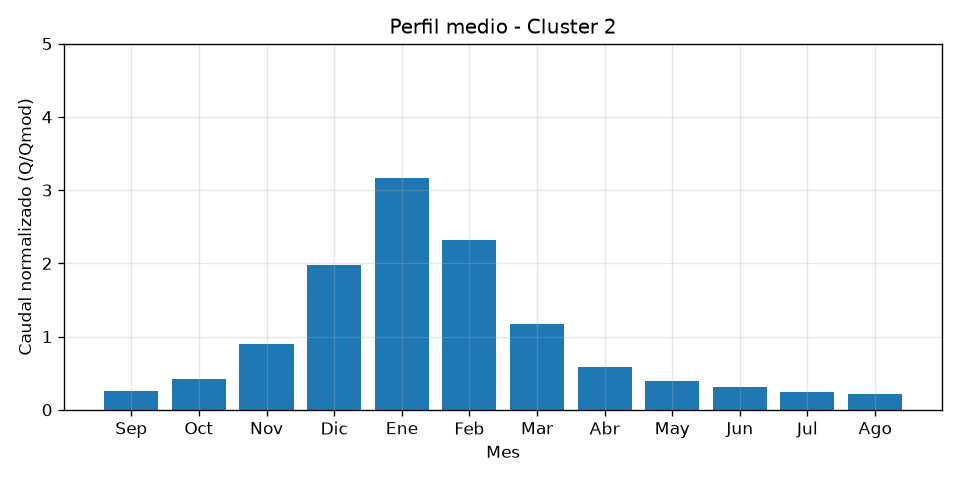 Perfil medio - Cluster 2
Caudal normalizado (Q/Qmod)
5
4
3
2
1
0
Sep Oct Nov Dic Ene Feb Mar Abr May Jun Jul Ago
Mes